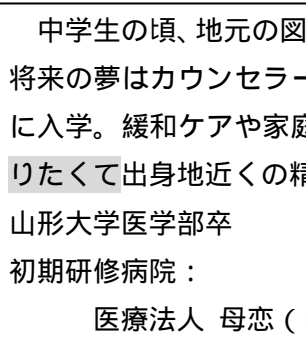 中学生の頃、地元の図
将来の夢はカウンセラー
に入学。緩和ケアや家庭
りたくて出身地近くの精
山形大学医学部卒
初期研修病院：
医療法人 母恋（